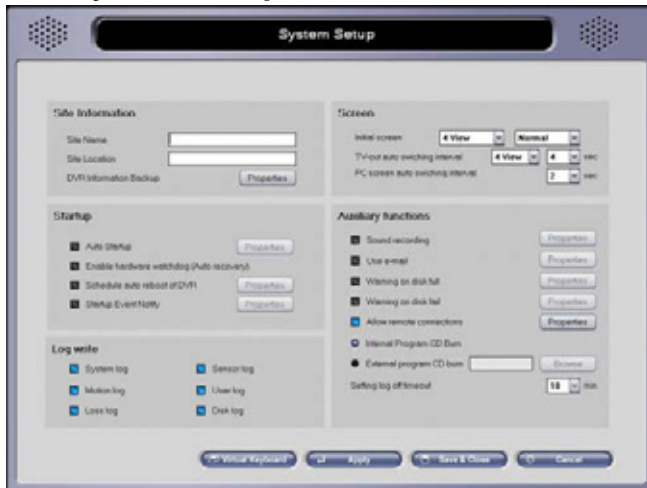 System Setup
Site Information
Site Name
Site Location
DVR Information Backup Properties
Startup
Auto Startup Properties
Enable hardware watchdog (Auto recovery)
Schedule auto reboot of DVR Properties
Startup Event Notify Properties
Log write
System log Sensor log
Motion log User log
Loss log Disk log
Screen
Initial screen 4 View Normal
TV-out auto swiching interval 4 View 4 sec
PC screen auto swiching interval 2 sec
Auxiliary functions
Sound recording Properties
Use e-mail Properties
Warning on disk full Properties
Warning on disk fail Properties
Allow remote connections Properties
Internal Program CD Burn
External program CD burn Browse
Setting log off timeout 10 min
Virtual Keyboard Apply Save & Close Cancel